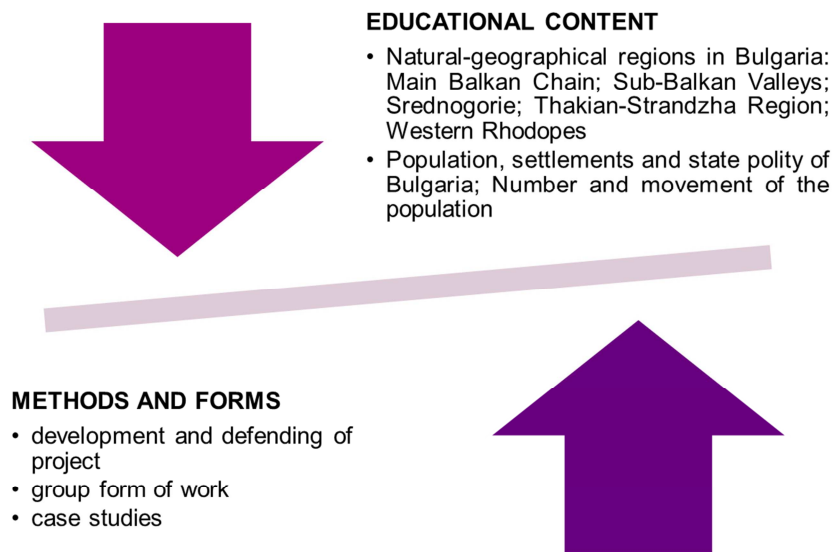 EDUCATIONAL CONTENT
• Natural-geographical regions in Bulgaria:
Main Balkan Chain; Sub-Balkan Valleys;
Srednogorie; Thakian-Strandzha Region;
Western Rhodopes
• Population, settlements and state polity of
Bulgaria; Number and movement of the
population
METHODS AND FORMS
• development and defending of
project
• group form of work
• case studies